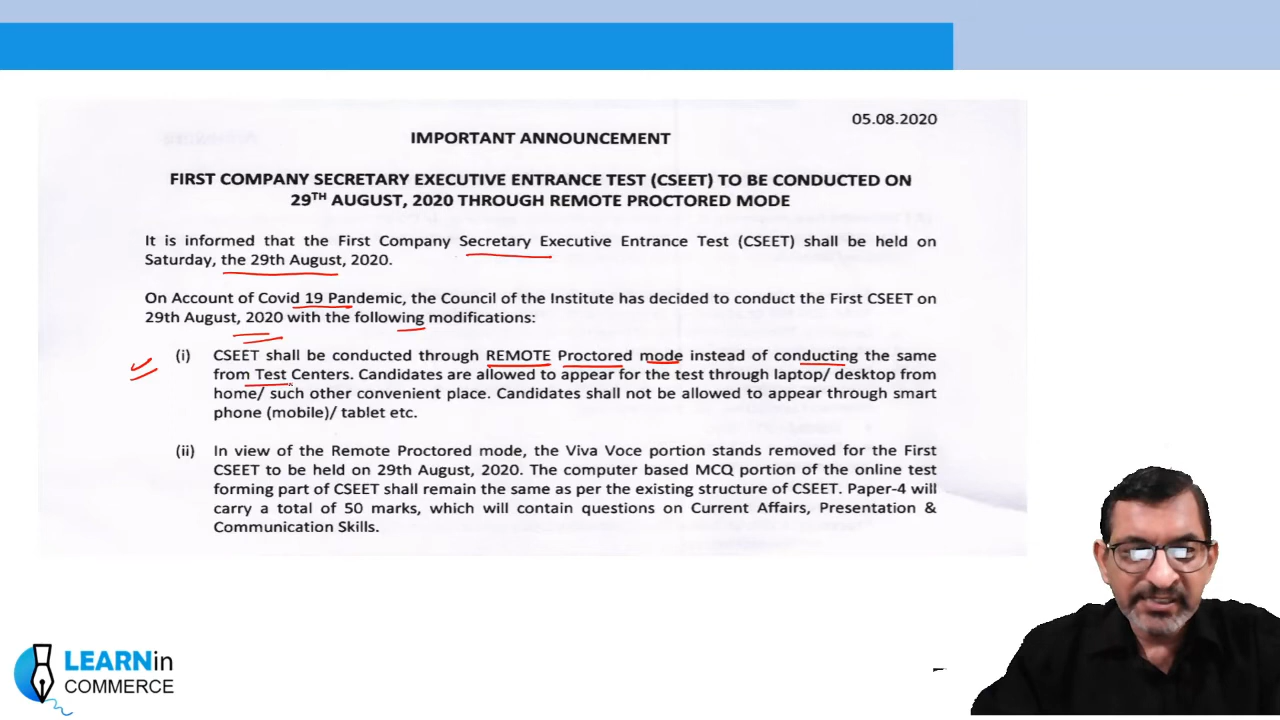 05.08.2020
IMPORTANT ANNOUNCEMENT
FIRST COMPANY SECRETARY EXECUTIVE ENTRANCE TEST (CSEET) TO BE CONDUCTED ON
29TH AUGUST, 2020 THROUGH REMOTE PROCTORED MODE
It is informed that the First Company Secretary Executive Entrance Test (CSEET) shall be held on
Saturday, the 29th August, 2020.
On Account of Covid 19 Pandemic, the Council of the Institute has decided to conduct the First CSEET on
29th August, 2020 with the following modifications:
(i) CSEET shall be conducted through REMOTE Proctored mode instead of conducting the same
from Test Centers. Candidates are allowed to appear for the test through laptop/ desktop from
home/ such other convenient place. Candidates shall not be allowed to appear through smart
phone (mobile)/ tablet etc.
(ii) In view of the Remote Proctored mode, the Viva Voce portion stands removed for the First
CSEET to be held on 29th August, 2020. The computer based MCQ portion of the online test
forming part of CSEET shall remain the same as per the existing structure of CSEET. Paper-4 will
carry a total of 50 marks, which will contain questions on Current Affairs, Presentation &
Communication Skills.
LEARNin
COMMERCE